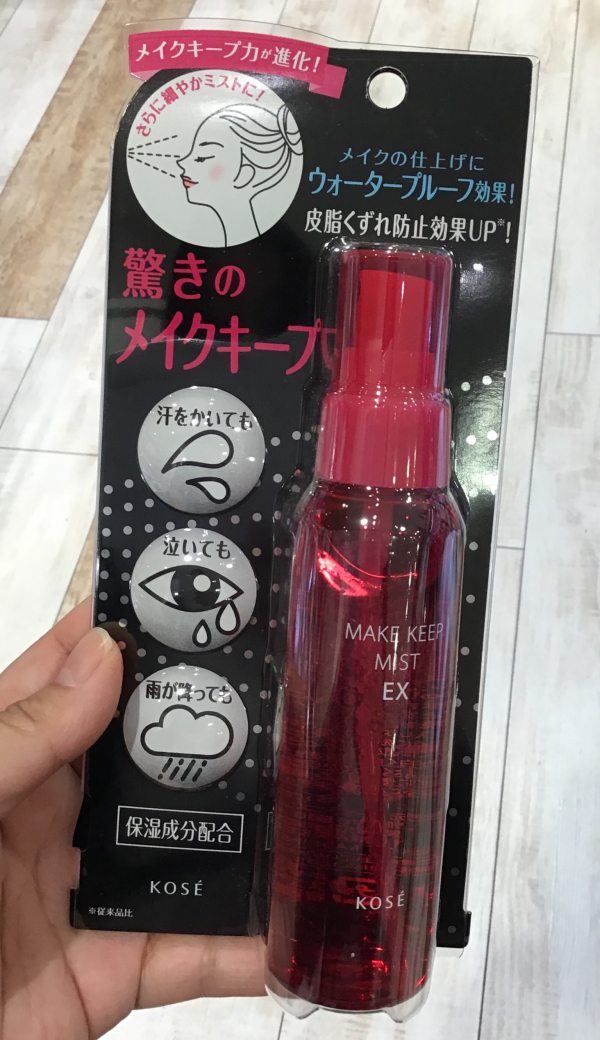 メイクキープ力が進化!
さらに細やかミストに!
メイクの仕上げに
ウォータープルーフ効果!
皮脂くずれ防止効果UP※!
驚きの
メイクキープ
汗をかいても
泣いても
雨が降っても
保湿成分配合
KOSÉ
※従来品比
MAKE KEEP
MIST
EX
KOSÉ